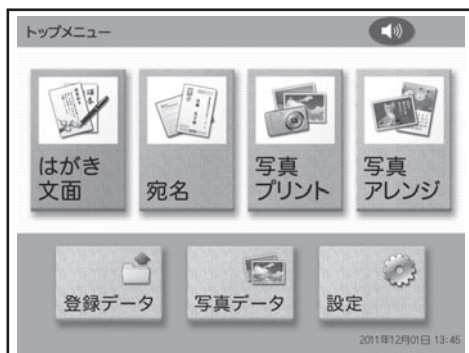 トップメニュー
はがき
文面
宛名
写真
プリント
写真
アレンジ
登録データ
写真データ
設定
2011年12月01日 13:45